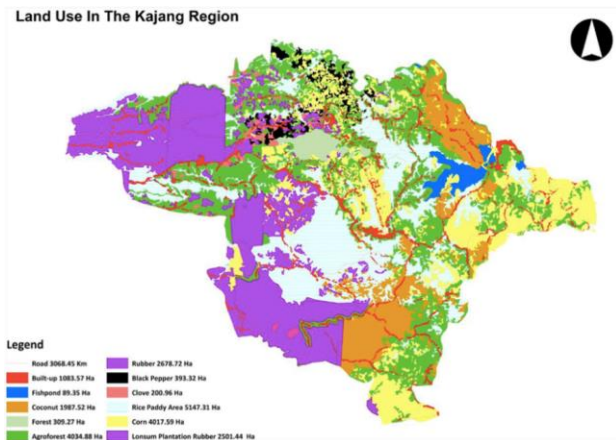 Land Use In The Kajang Region
Legend
Road 3068.45 Km
Built-up 1083.57 Ha
Fishpond 89.35 Ha
Coconut 1987.52 Ha
Forest 309.27 Ha
Agroforest 4034.88 Ha
Rubber 2678.72 Ha
Black Pepper 393.32 Ha
Clove 200.96 Ha
Rice Paddy Area 5147.31 Ha
Corn 4017.59 Ha
Lonsum Plantation Rubber 2501.44 Ha